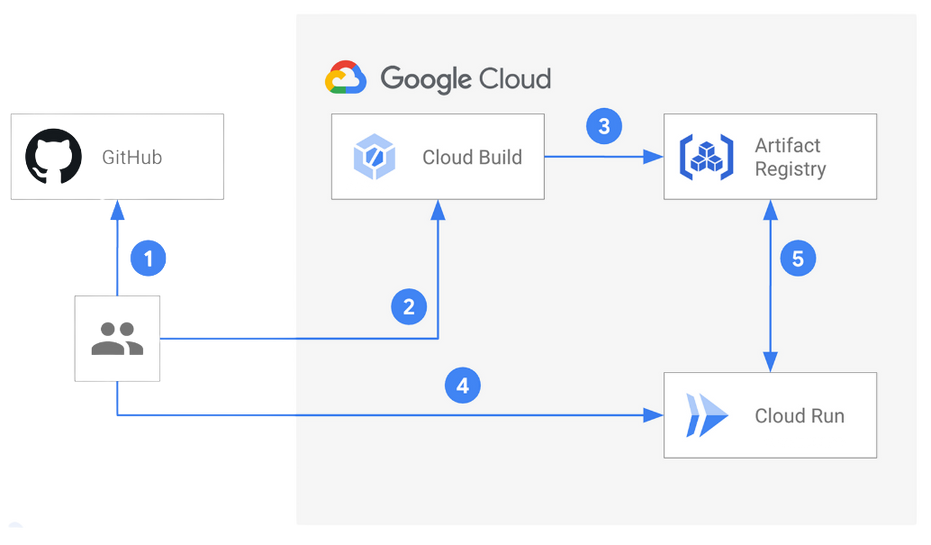 Google Cloud
GitHub
Cloud Build
3
Artifact
Registry
1
5
2
4
Cloud Run